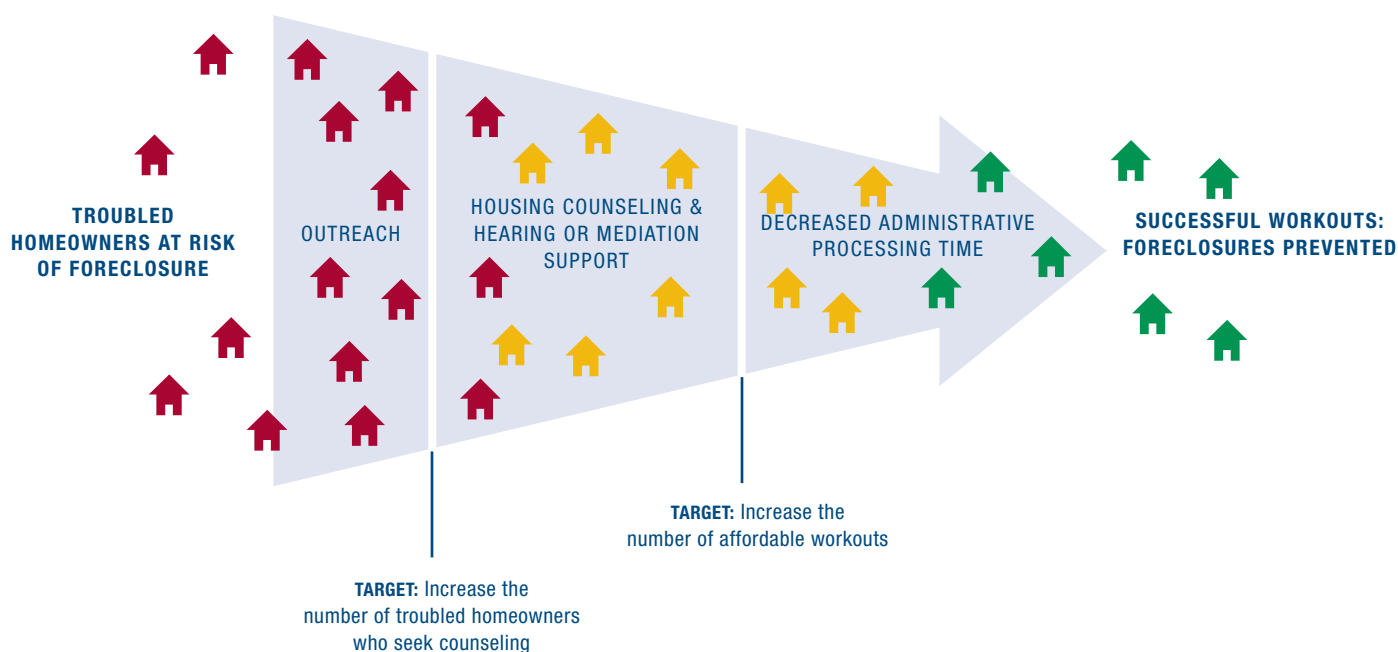 TROUBLED
HOMEOWNERS AT RISK
OF FORECLOSURE
OUTREACH
HOUSING COUNSELING &
HEARING OR MEDIATION
SUPPORT
DECREASED ADMINISTRATIVE
PROCESSING TIME
SUCCESSFUL WORKOUTS:
FORECLOSURES PREVENTED
TARGET: Increase the
number of affordable workouts
TARGET: Increase the
number of troubled homeowners
who seek counseling